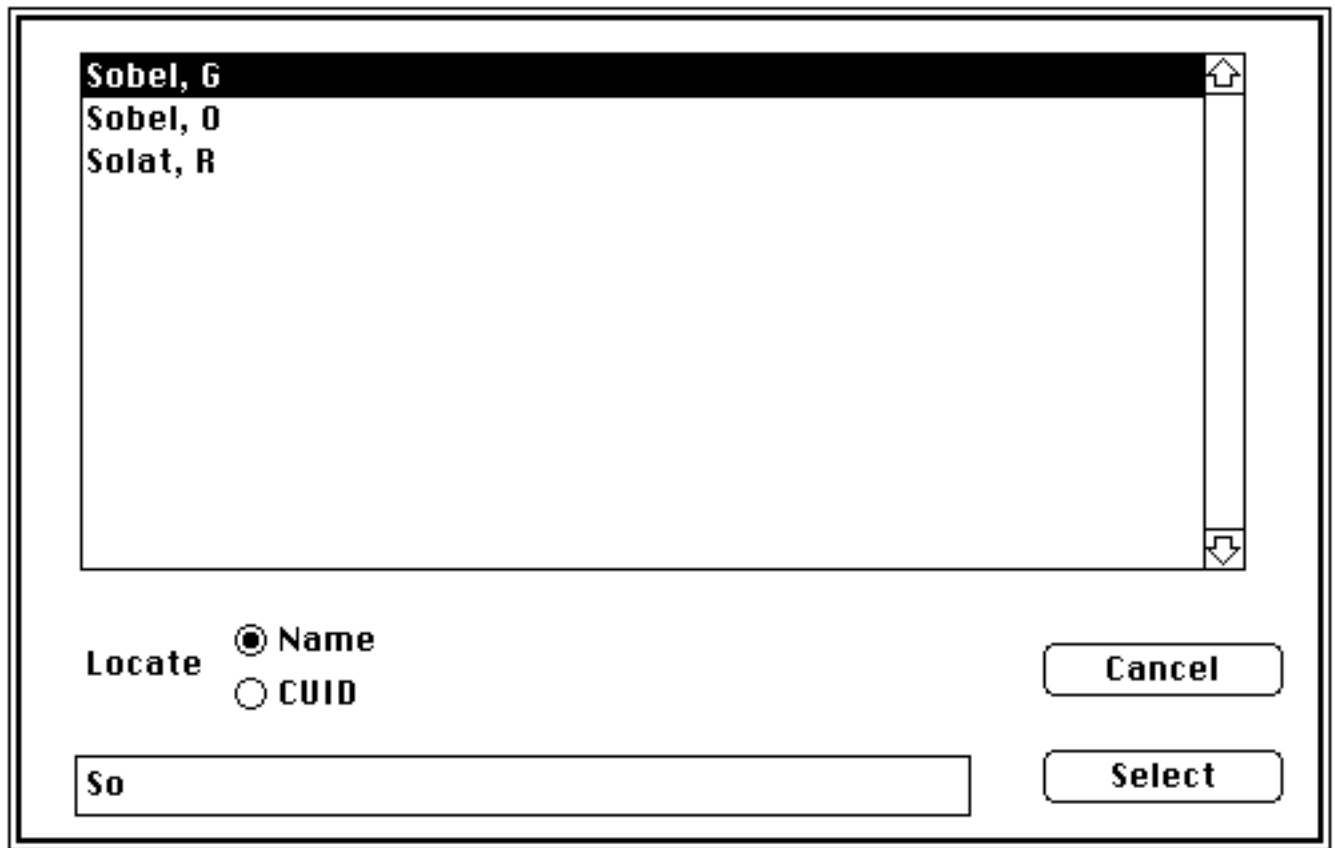 Sobel, G
Sobel, O
Solat, R
Locate
Name
CUID
Cancel
So
Select